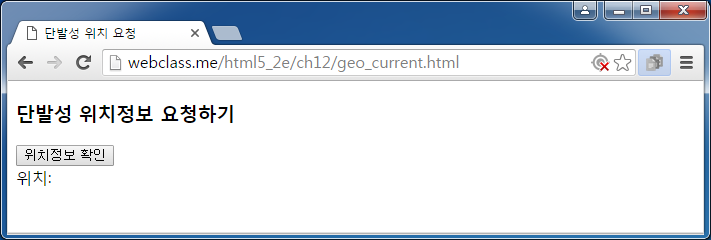 단발성 위치 요청
webclass.me/html5_2e/ch12/geo_current.html
단발성 위치정보 요청하기
위치정보 확인
위치: